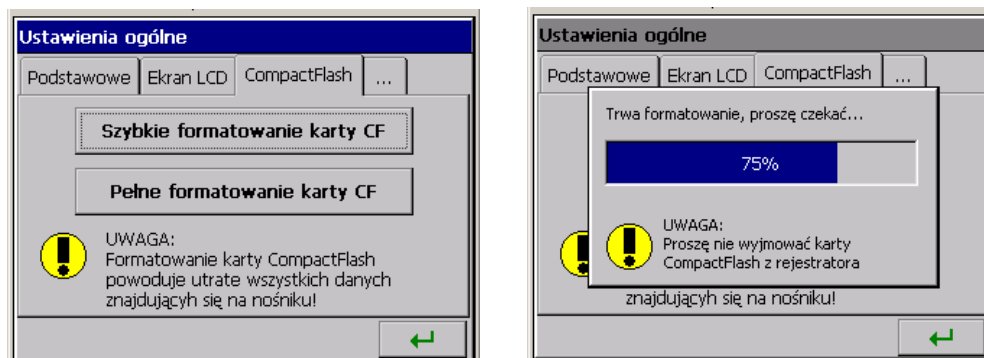 Ustawienia ogólne
Podstawowe Ekran LCD CompactFlash ...
Szybkie formatowanie karty CF
Pełne formatowanie karty CF
UWAGA:
Formatowanie karty CompactFlash
powoduje utrate wszystkich danych
znajdującyh się na nośniku!
Ustawienia ogólne
Podstawowe Ekran LCD CompactFlash ...
Trwa formatowanie, proszę czekać...
75%
UWAGA:
Proszę nie wyjmować karty
CompactFlash z rejestratora
znajdującyh się na nośniku!